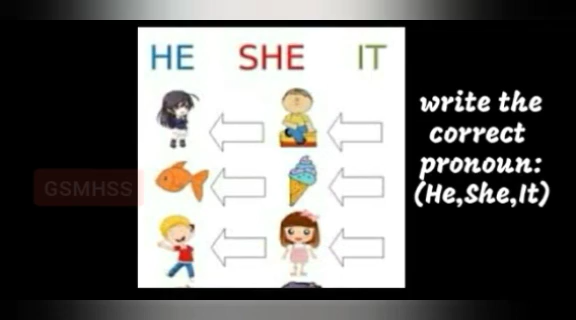 HE SHE IT
write the
correct
pronoun:
(He,She,It)
GSMHSS